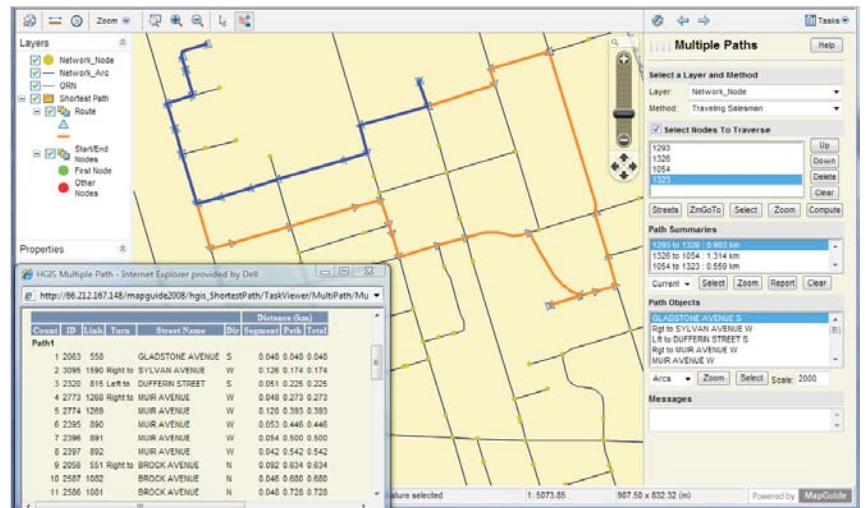 Zoom
Tasks
Layers
Network_Node
Network_Arc
ORN
Shortest Path
Route
Start/End
Nodes
First Node
Other
Nodes
Properties
HGIS Multiple Path - Internet Explorer provided by Dell
http://66.212.167.148/mapguide2008/hgis_ShortestPath/TaskViewer/MultiPath/Mu
Distance (km)
Count ID Link Turn Street Name Dir Segment Path Total
Path1
1 2063 558 GLADSTONE AVENUE S 0.048 0.048 0.048
2 3095 1590 Right to SYLVAN AVENUE W 0.126 0.174 0.174
3 2320 815 Left to DUFFERIN STREET S 0.051 0.225 0.225
4 2773 1268 Right to MUIR AVENUE W 0.048 0.273 0.273
5 2774 1269 MUIR AVENUE W 0.120 0.393 0.393
6 2395 890 MUIR AVENUE W 0.053 0.446 0.446
7 2396 891 MUIR AVENUE W 0.054 0.500 0.500
8 2397 892 MUIR AVENUE W 0.042 0.542 0.542
9 2056 551 Right to BROCK AVENUE N 0.092 0.634 0.634
10 2587 1082 BROCK AVENUE N 0.046 0.680 0.680
11 2586 1081 BROCK AVENUE N 0.048 0.728 0.728
Multiple Paths
Help
Select a Layer and Method
Layer: Network_Node
Method: Traveling Salesman
Select Nodes To Traverse
1293
1326
1054
1323
Up
Down
Delete
Clear
Streets ZmGoTo Select Zoom Compute
Path Summaries
1293 to 1326 : 0.903 km
1326 to 1054 : 1.314 km
1054 to 1323 : 0.559 km
Current Select Zoom Report Clear
Path Objects
GLADSTONE AVENUE S
Rgt to SYLVAN AVENUE W
Lft to DUFFERIN STREET S
Rgt to MUIR AVENUE W
MUIR AVENUE W
Arcs Zoom Select Scale: 2000
Messages
ature selected
1: 5073.85
907.50 x 832.32 (m)
Powered by MapGuide